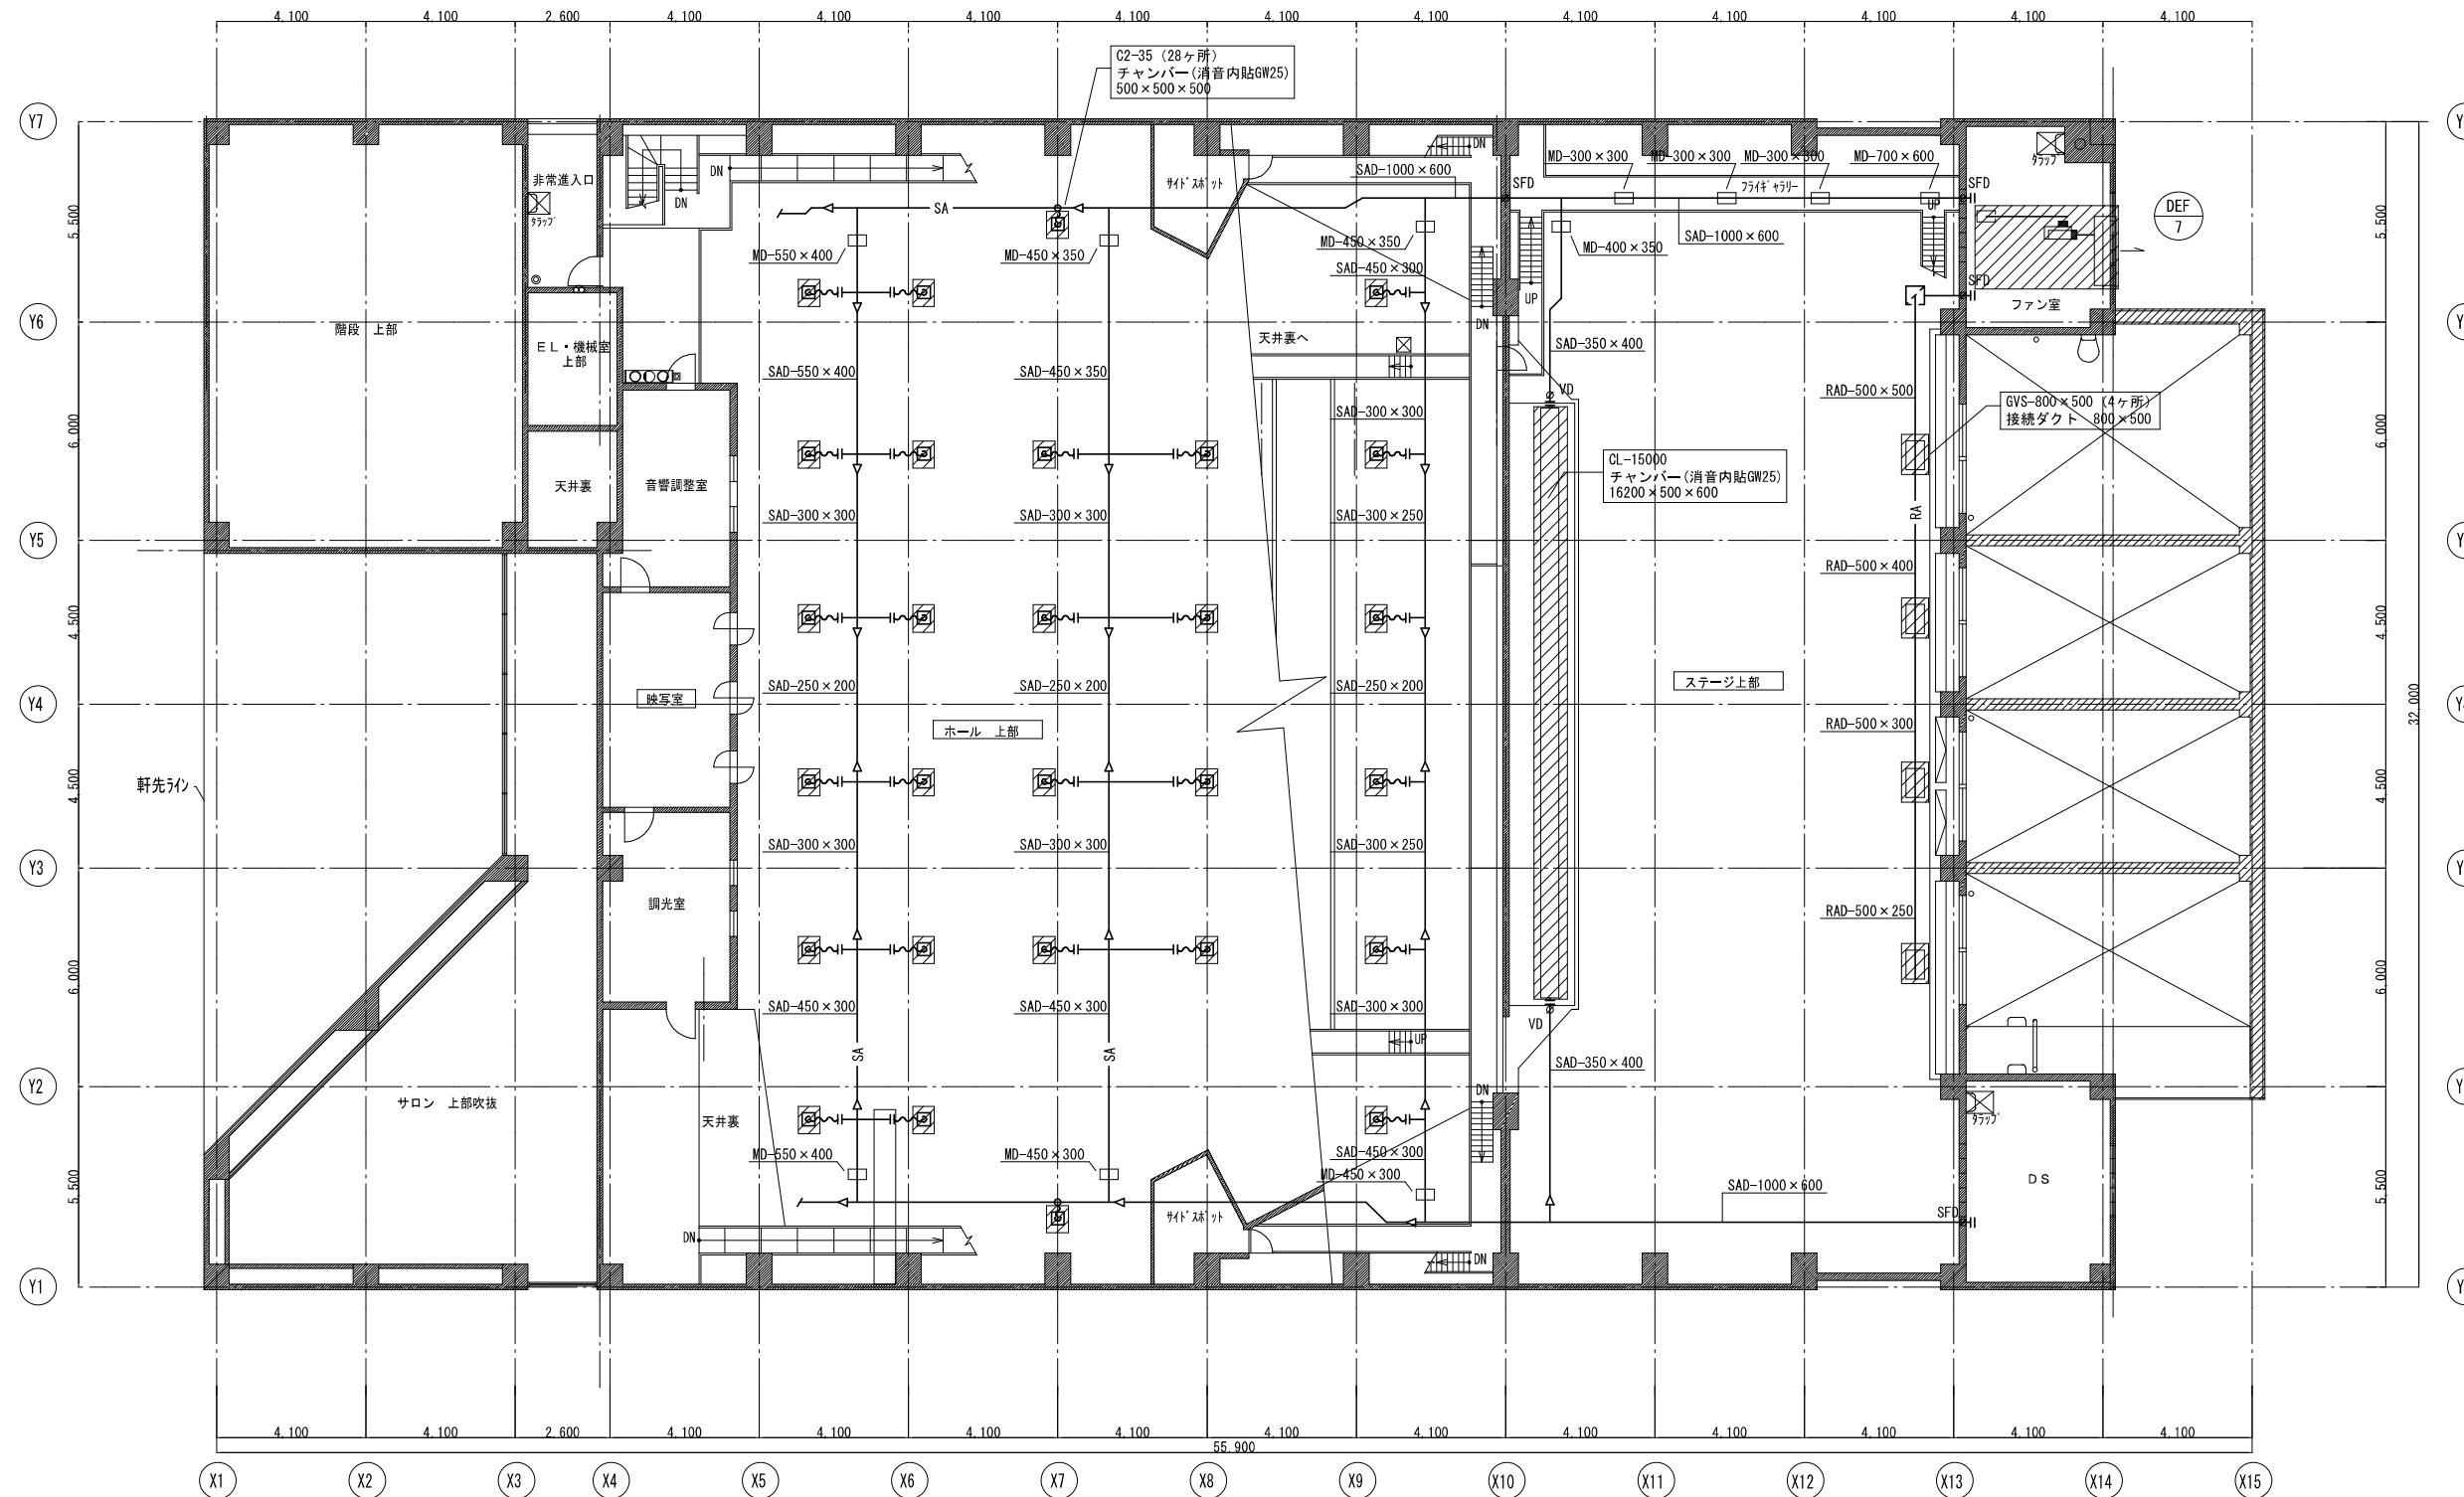 4,100
4,100
2,600
4,100
4,100
4,100
4,100
4,100
4,100
4,100
4,100
4,100
4,100
4,100
C2-35 (28ヶ所)
チャンバー(消音内貼GW25)
500×500×500
Y7
DN
DN
非常進入口
タラップ
DN
サイドスポット
SA
SAD-1000×600
SFD
DN
MD-300×300
MD-300×300
MD-300×300
MD-700×600
フライギャラリー
SFD
UP
タラップ
DEF
7
5,500
5,500
MD-550×400
MD-450×350
MD-450×350
MD-400×350
SAD-1000×600
SAD-450×300
SFD
UP
ファン室
DN
Y6
階段 上部
EL・機械室
上部
天井裏へ
SAD-350×400
SAD-550×400
SAD-450×350
VD
RAD-500×500
GVS-800×500 (4ヶ所)
接続ダクト 800×500
SAD-300×300
6,000
6,000
CL-15000
チャンバー(消音内貼GW25)
16200×500×600
天井裏
音響調整室
SAD-300×300
SAD-300×300
SAD-300×250
RA
Y5
RAD-500×400
4,500
4,500
SAD-250×200
SAD-250×200
SAD-250×200
ステージ上部
映写室
Y4
32,000
ホール 上部
RAD-500×300
軒先ライン
4,500
4,500
SAD-300×300
SAD-300×300
SAD-300×250
Y3
調光室
RAD-500×250
6,000
6,000
SAD-450×300
SAD-450×300
SAD-300×300
VD
UP
SA
SA
SAD-350×400
Y2
DN
サロン 上部吹抜
天井裏
タラップ
MD-550×400
MD-450×300
SAD-450×300
MD-450×300
DS
5,500
5,500
SAD-1000×600
SFD
サイドスポット
DN
DN
Y1
4,100
4,100
2,600
4,100
4,100
4,100
4,100
4,100
4,100
4,100
4,100
4,100
4,100
4,100
55,900
X1
X2
X3
X4
X5
X6
X7
X8
X9
X10
X11
X12
X13
X14
X15